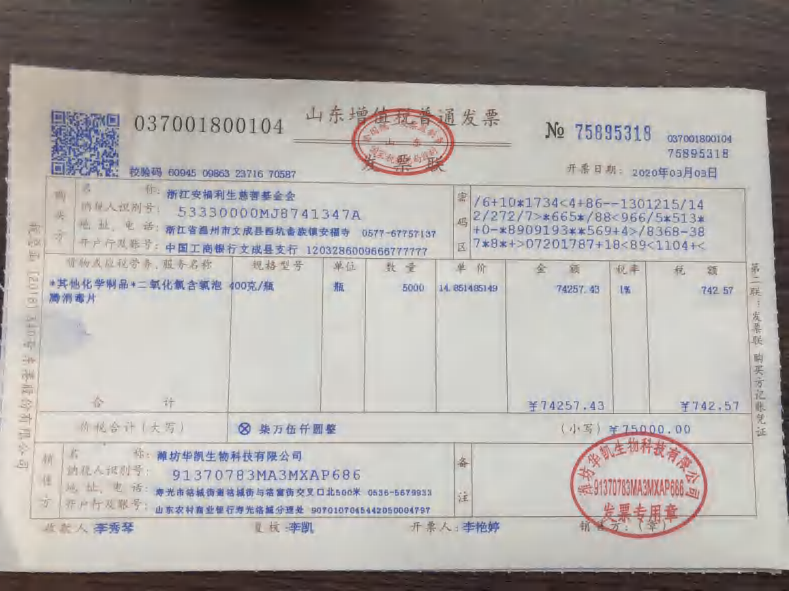 037001800104
山东增值税普通发票
发票联
№ 75895318
037001800104
75895318
校验码 60945 09863 23716 70587
开票日期: 2020年03月03日
购买方
名 称: 浙江安福利生慈善基金会
纳税人识别号: 53330000MJ8741347A
地 址、电 话: 浙江省温州市文成县西坑畲族镇安福寺 0577-67757137
开户行及账号: 中国工商银行文成县支行 1203286009666777777
密码区
/6+10*1734<4+86--1301215/14
2/272/7>*665*/88<966/5*513*
+0-*8909193**569+4>/8368-38
7*8*+>07201787+18<89<1104+<
货物或应税劳务、服务名称 规格型号 单位 数量 单价 金额 税率 税额
*其他化学制品*二氧化氯含氧泡 400克/瓶 瓶 5000 14.851485149 74257.43 1% 742.57
腾消毒片
合 计 ¥74257.43 ¥742.57
价税合计(大写) ⊗ 柒万伍仟圆整 (小写) ¥75000.00
销售方
名 称: 潍坊华凯生物科技有限公司
纳税人识别号: 91370783MA3MXAP686
地 址、电 话: 寿光市洛城街道洛城街与洛富街交叉口北500米 0536-5679933
开户行及账号: 山东农村商业银行寿光洛城分理处 9070107045442050004797
备注
潍坊华凯生物科技有限公司
91370783MA3MXAP686
发票专用章
收款人: 李秀琴 复核: 李凯 开票人: 李艳婷 销售方:(章)
第二联:发票联 购买方记账凭证